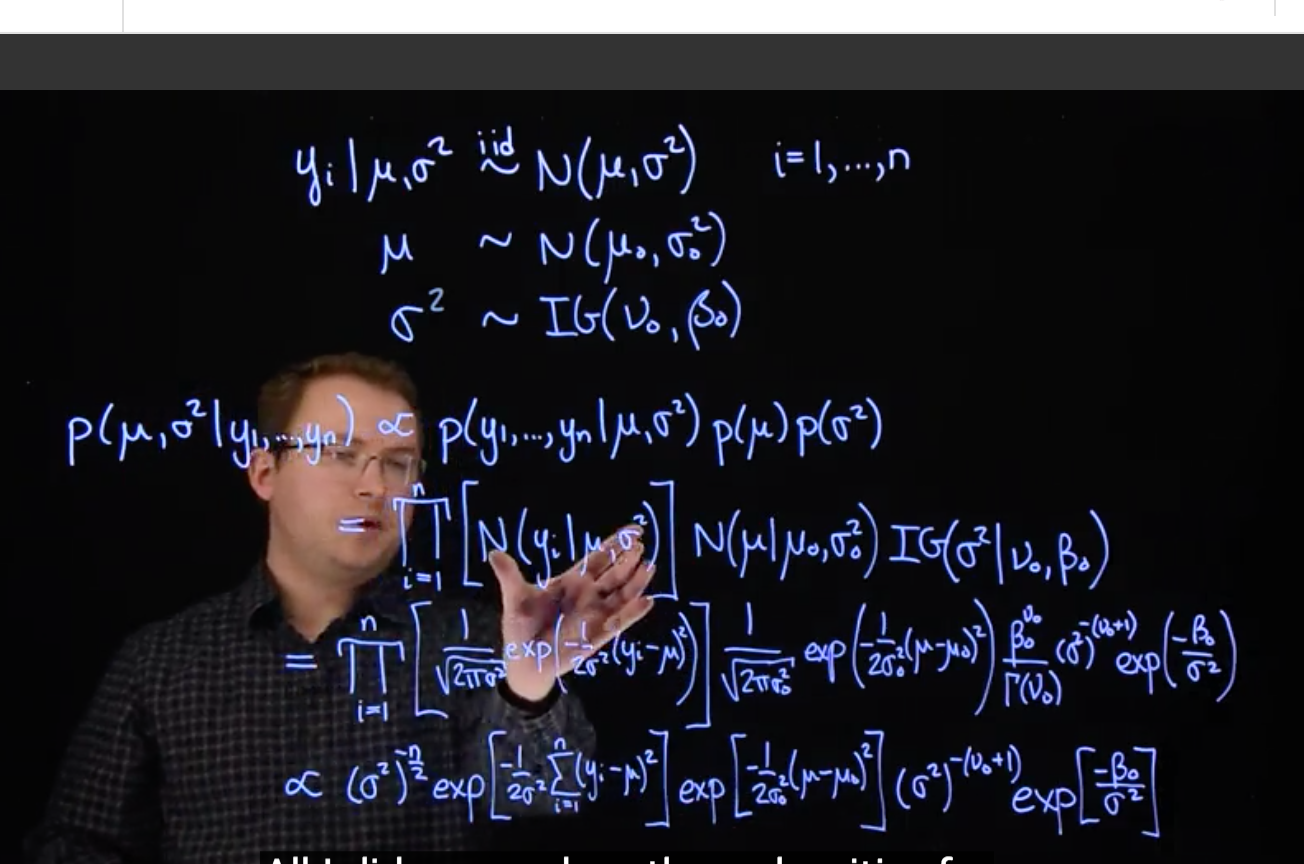 yᵢ | μ, σ² iid ~ N(μ, σ²) i=1,...,n
μ ~ N(μ₀, σ₀²)
σ² ~ IG(ν₀, β₀)
p(μ, σ² | y₁, ..., yₙ) ∝ p(y₁, ..., yₙ | μ, σ²) p(μ) p(σ²)
= ∏ᵢ₌₁ⁿ [N(yᵢ | μ, σ²)] N(μ | μ₀, σ₀²) IG(σ² | ν₀, β₀)
= ∏ᵢ₌₁ⁿ [1/√(2πσ²) exp(-1/2σ² (yᵢ-μ)²)] 1/√(2πσ₀²) exp(-1/2σ₀² (μ-μ₀)²) β₀^ν₀/Γ(ν₀) (σ²)^-(ν₀+1) exp(-β₀/σ²)
∝ (σ²)^(-n/2) exp[-1/2σ² ∑ᵢ₌₁ⁿ (yᵢ-μ)²] exp[-1/2σ₀² (μ-μ₀)²] (σ²)^-(ν₀+1) exp[-β₀/σ²]